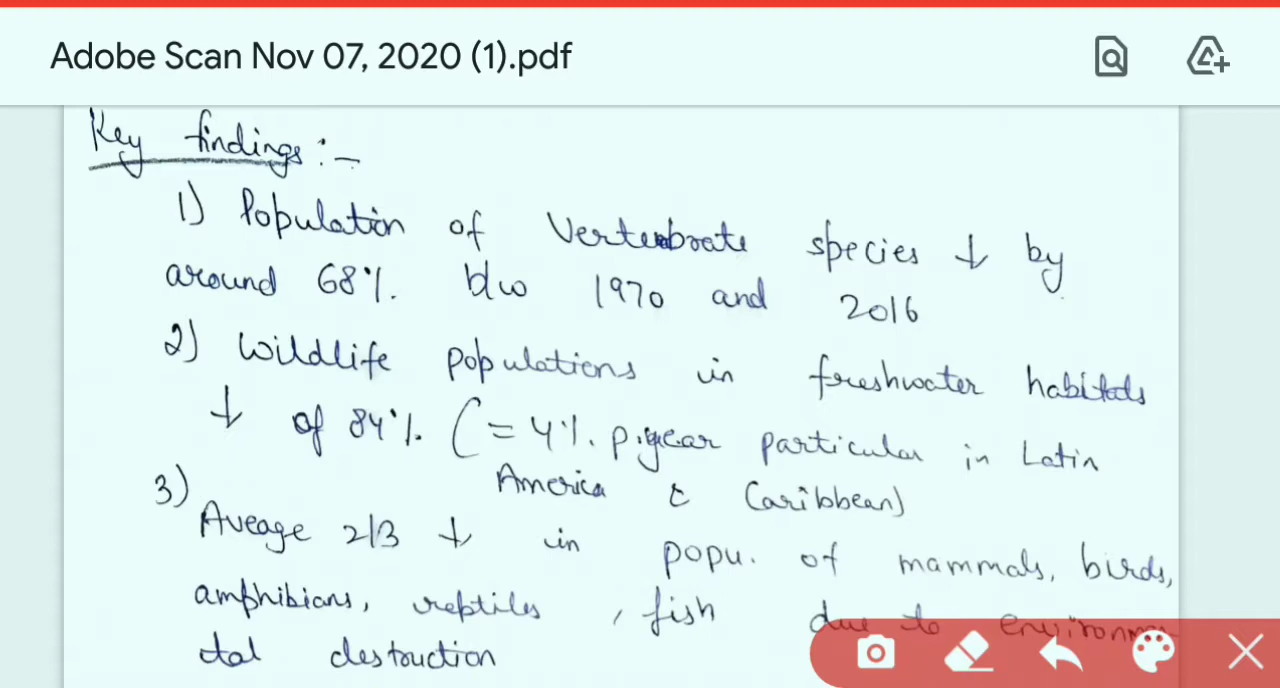 Adobe Scan Nov 07, 2020 (1).pdf
Key findings :-
1) Population of Vertebrate species ↓ by
around 68%. b/w 1970 and 2016
2) Wildlife populations in freshwater habitats
↓ of 84%. (= 4%. p.year particular in Latin
America & Caribbean)
3) Aveage 2/3 ↓ in popu. of mammals, birds,
amphibians, reptiles, fish due to environmen
tal destruction